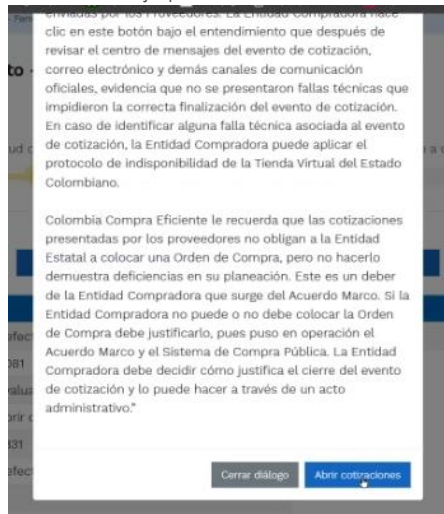 enviadas por los Proveedores. La Entidad Compradora hace
clic en este botón bajo el entendimiento que después de
revisar el centro de mensajes del evento de cotización,
correo electrónico y demás canales de comunicación
oficiales, evidencia que no se presentaron fallas técnicas que
impidieron la correcta finalización del evento de cotización.
En caso de identificar alguna falla técnica asociada al evento
de cotización, la Entidad Compradora puede aplicar el
protocolo de indisponibilidad de la Tienda Virtual del Estado
Colombiano.
Colombia Compra Eficiente le recuerda que las cotizaciones
presentadas por los proveedores no obligan a la Entidad
Estatal a colocar una Orden de Compra, pero no hacerlo
demuestra deficiencias en su planeación. Este es un deber
de la Entidad Compradora que surge del Acuerdo Marco. Si la
Entidad Compradora no puede o no debe colocar la Orden
de Compra debe justificarlo, pues puso en operación el
Acuerdo Marco y el Sistema de Compra Pública. La Entidad
Compradora debe decidir cómo justifica el cierre del evento
de cotización y lo puede hacer a través de un acto
administrativo."
Cerrar diálogo Abrir cotizaciones